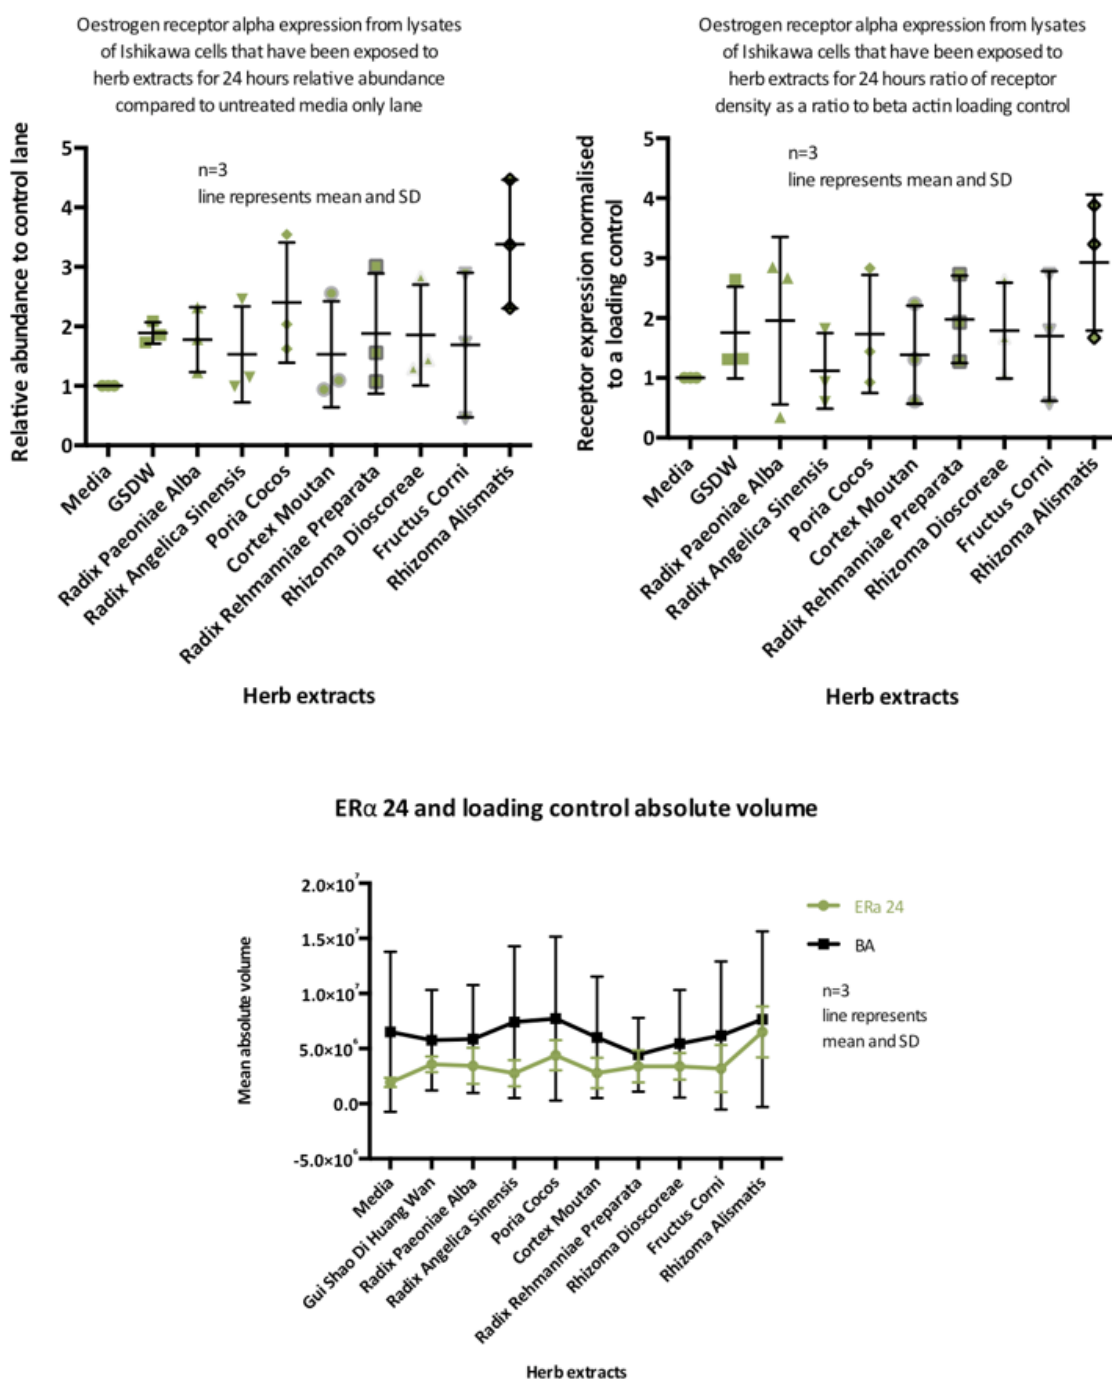 Oestrogen receptor alpha expression from lysates
of Ishikawa cells that have been exposed to
herb extracts for 24 hours relative abundance
compared to untreated media only lane
Relative abundance to control lane
5
4
3
2
1
0
n=3
line represents mean and SD
Media
GSDW
Radix Paeoniae Alba
Radix Angelica Sinensis
Poria Cocos
Cortex Moutan
Radix Rehmanniae Preparata
Rhizoma Dioscoreae
Fructus Corni
Rhizoma Alismatis
Herb extracts
Oestrogen receptor alpha expression from lysates
of Ishikawa cells that have been exposed to
herb extracts for 24 hours ratio of receptor
density as a ratio to beta actin loading control
Receptor expression normalised
to a loading control
5
4
3
2
1
0
n=3
line represents mean and SD
Media
GSDW
Radix Paeoniae Alba
Radix Angelica Sinensis
Poria Cocos
Cortex Moutan
Radix Rehmanniae Preparata
Rhizoma Dioscoreae
Fructus Corni
Rhizoma Alismatis
Herb extracts
ERα 24 and loading control absolute volume
Mean absolute volume
2.0×10⁷
1.5×10⁷
1.0×10⁷
5.0×10⁶
0.0
-5.0×10⁶
ERa 24
BA
n=3
line represents
mean and SD
Media
Gui Shao Di Huang Wan
Radix Paeoniae Alba
Radix Angelica Sinensis
Poria Cocos
Cortex Moutan
Radix Rehmanniae Preparata
Rhizoma Dioscoreae
Fructus Corni
Rhizoma Alismatis
Herb extracts